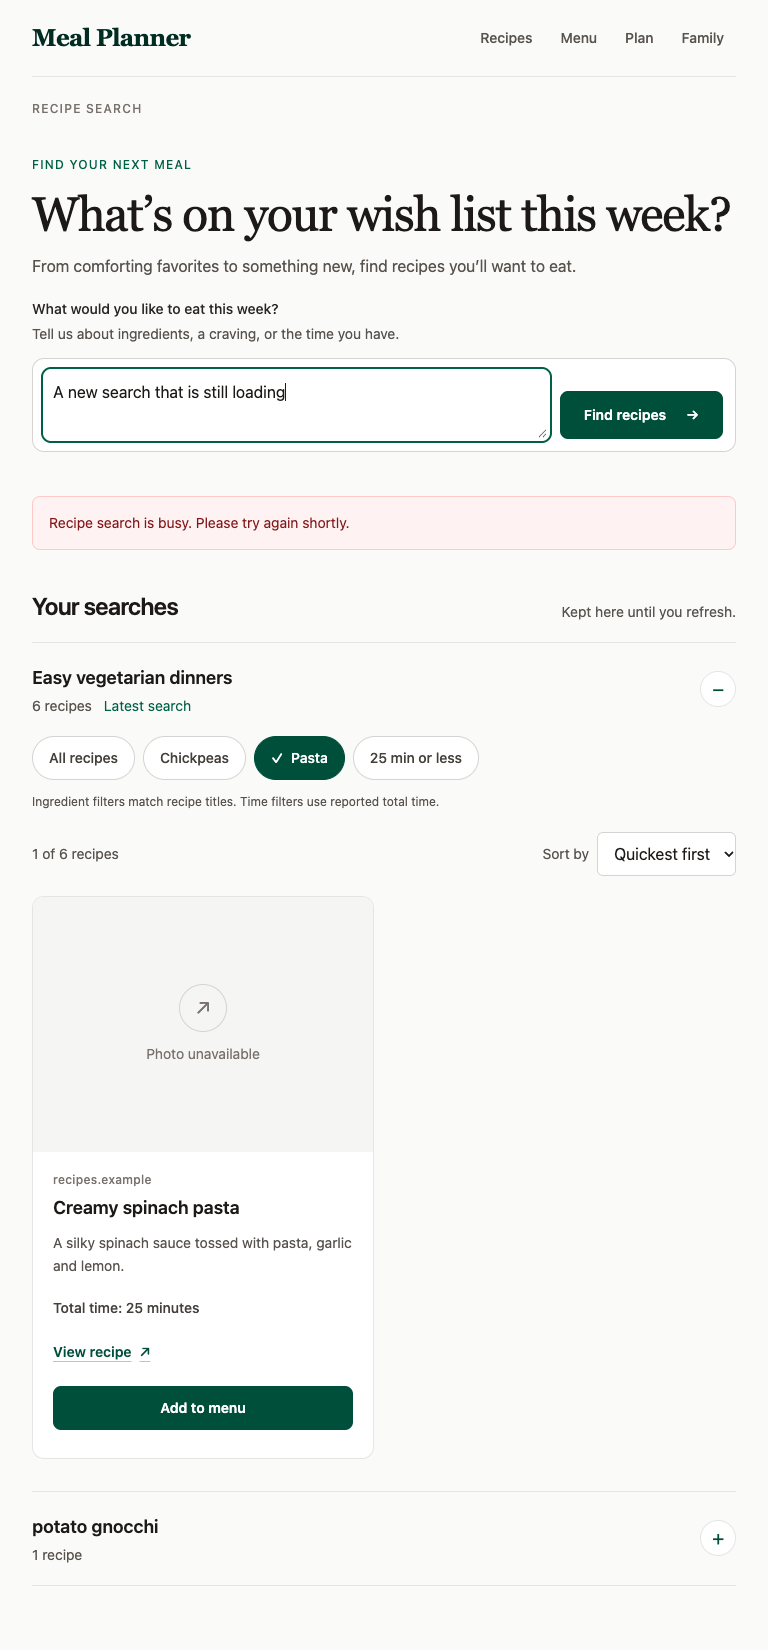 Meal Planner
Recipes Menu Plan Family
RECIPE SEARCH
FIND YOUR NEXT MEAL
What’s on your wish list this week?
From comforting favorites to something new, find recipes you’ll want to eat.
What would you like to eat this week?
Tell us about ingredients, a craving, or the time you have.
A new search that is still loading
Find recipes →
Recipe search is busy. Please try again shortly.
Your searches
Kept here until you refresh.
Easy vegetarian dinners
6 recipes Latest search
All recipes Chickpeas ✓ Pasta 25 min or less
Ingredient filters match recipe titles. Time filters use reported total time.
1 of 6 recipes
Sort by Quickest first
Photo unavailable
recipes.example
Creamy spinach pasta
A silky spinach sauce tossed with pasta, garlic
and lemon.
Total time: 25 minutes
View recipe ↗
Add to menu
potato gnocchi
1 recipe